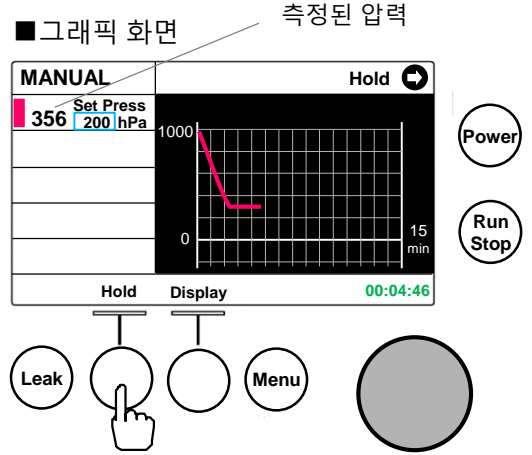 측정된 압력
■그래픽 화면
MANUAL
Hold
356
Set Press
200 hPa
1000
0
15
min
Hold
Display
00:04:46
Power
Run
Stop
Leak
Menu